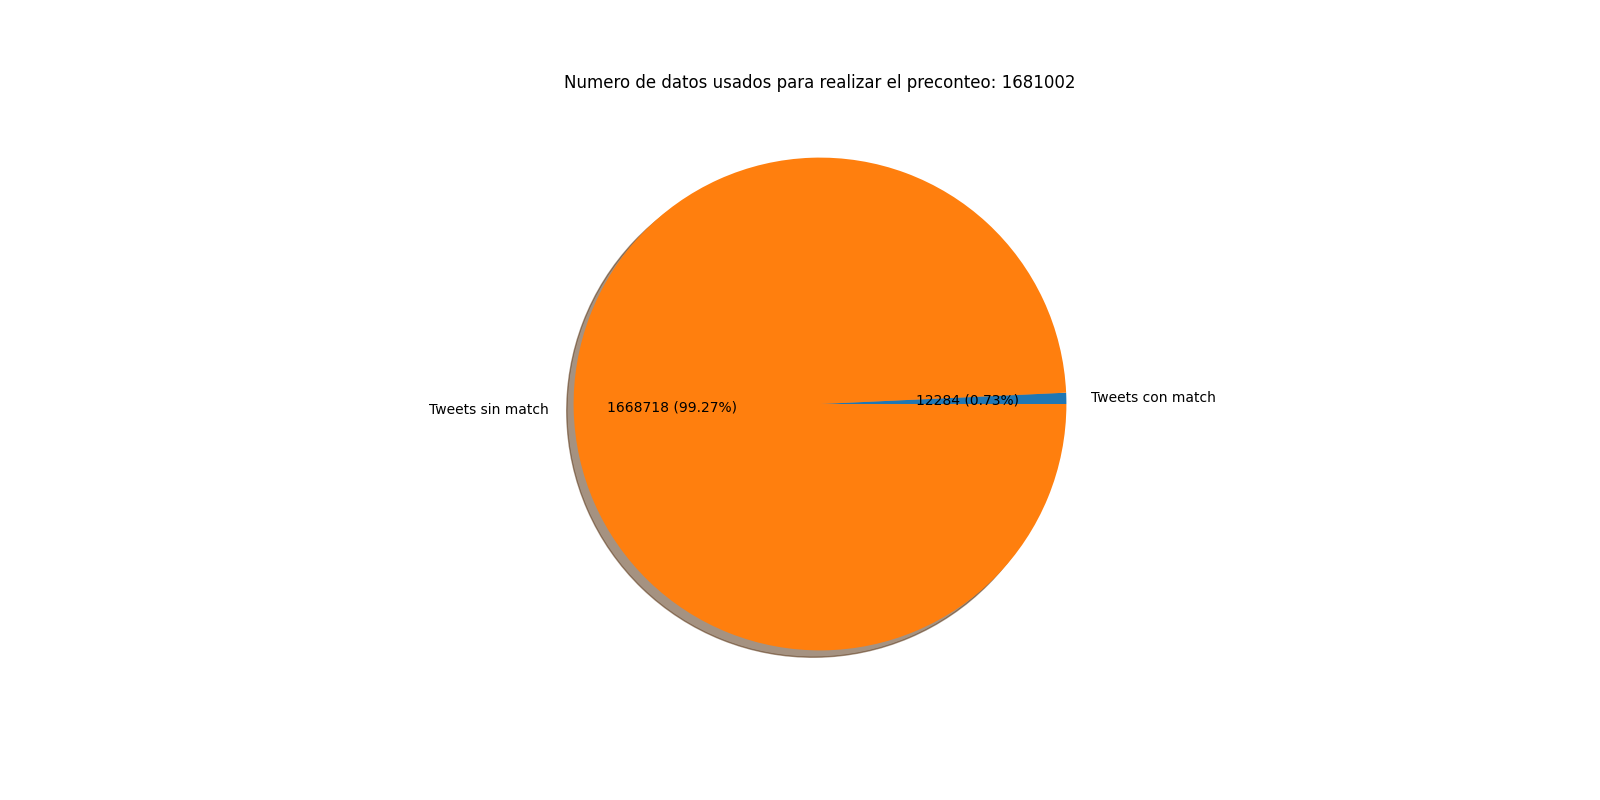 Numero de datos usados para realizar el preconteo: 1681002
12284 (0.73%)
Tweets con match
Tweets sin match
1668718 (99.27%)